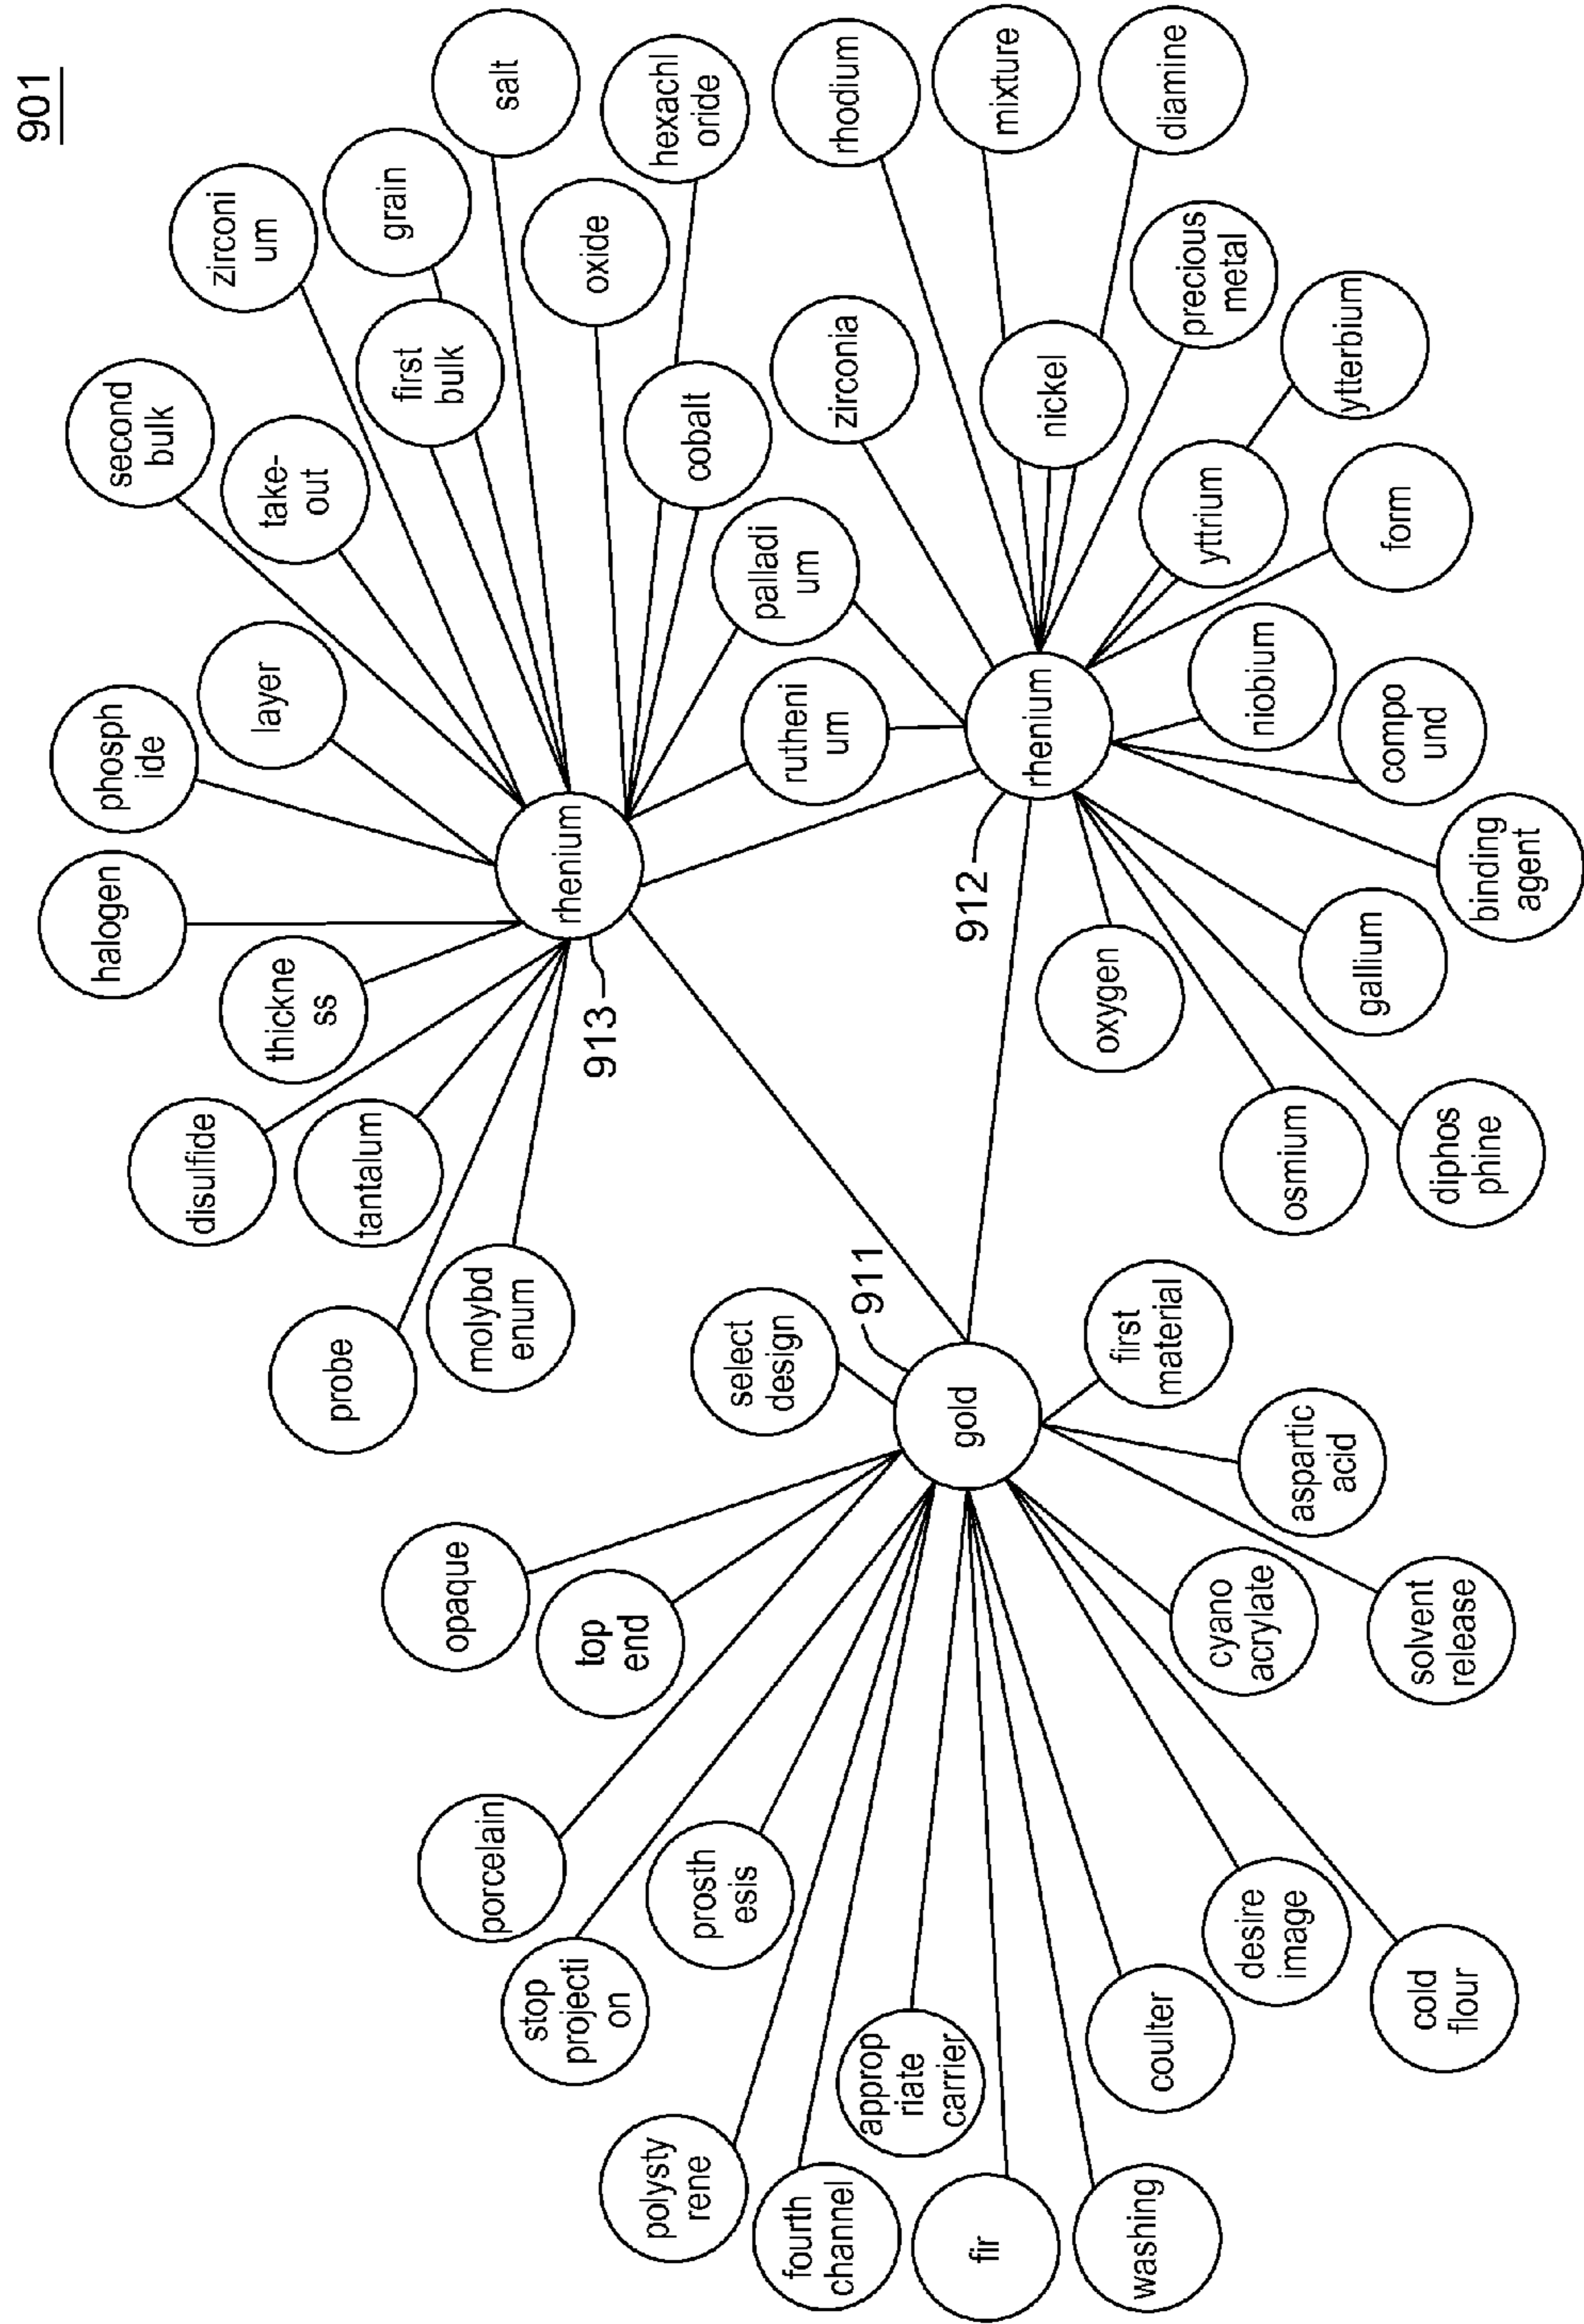 901
halogen
phosph
ide
second
bulk
disulfide
thickne
ss
layer
take-
out
zirconi
um
probe
tantalum
first
bulk
grain
opaque
molybd
enum
porcelain
rhenium
salt
stop
projecti
on
top
end
913
oxide
polysty
rene
prosth
esis
cobalt
hexachl
oride
select
design
palladi
um
rutheni
um
fourth
channel
911
zirconia
rhodium
approp
riate
carrier
gold
912
fir
rhenium
nickel
mixture
washing
coulter
first
material
oxygen
diamine
cyano
acrylate
desire
image
aspartic
acid
osmium
niobium
yttrium
precious
metal
gallium
compo
und
form
ytterbium
cold
flour
solvent
release
diphos
phine
binding
agent